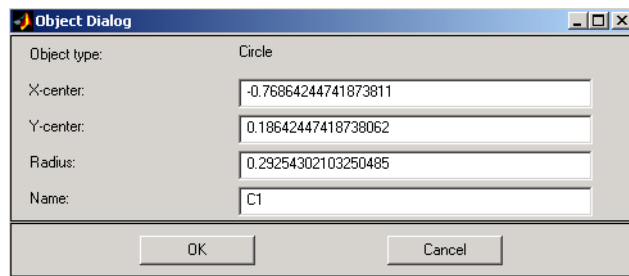 Object Dialog
Object type: Circle
X-center: -0.76864244741873811
Y-center: 0.18642447418738062
Radius: 0.29254302103250485
Name: C1
OK Cancel